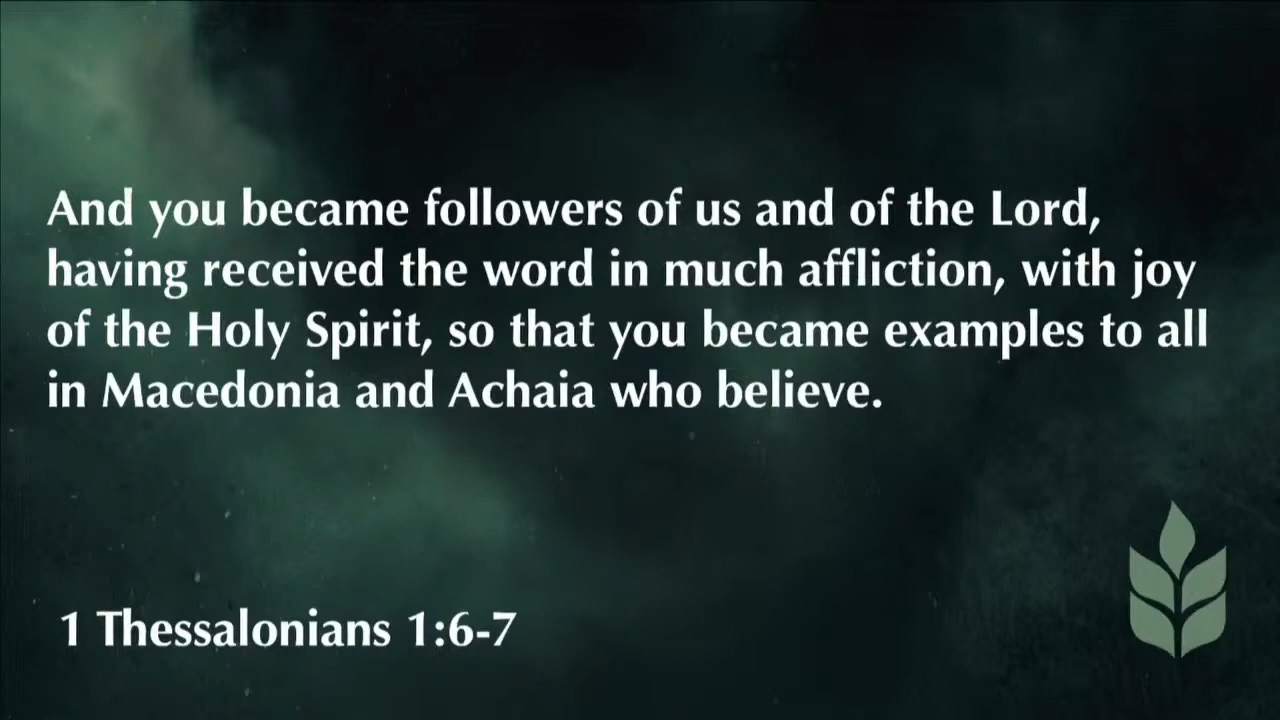 And you became followers of us and of the Lord,
having received the word in much affliction, with joy
of the Holy Spirit, so that you became examples to all
in Macedonia and Achaia who believe.
1 Thessalonians 1:6-7